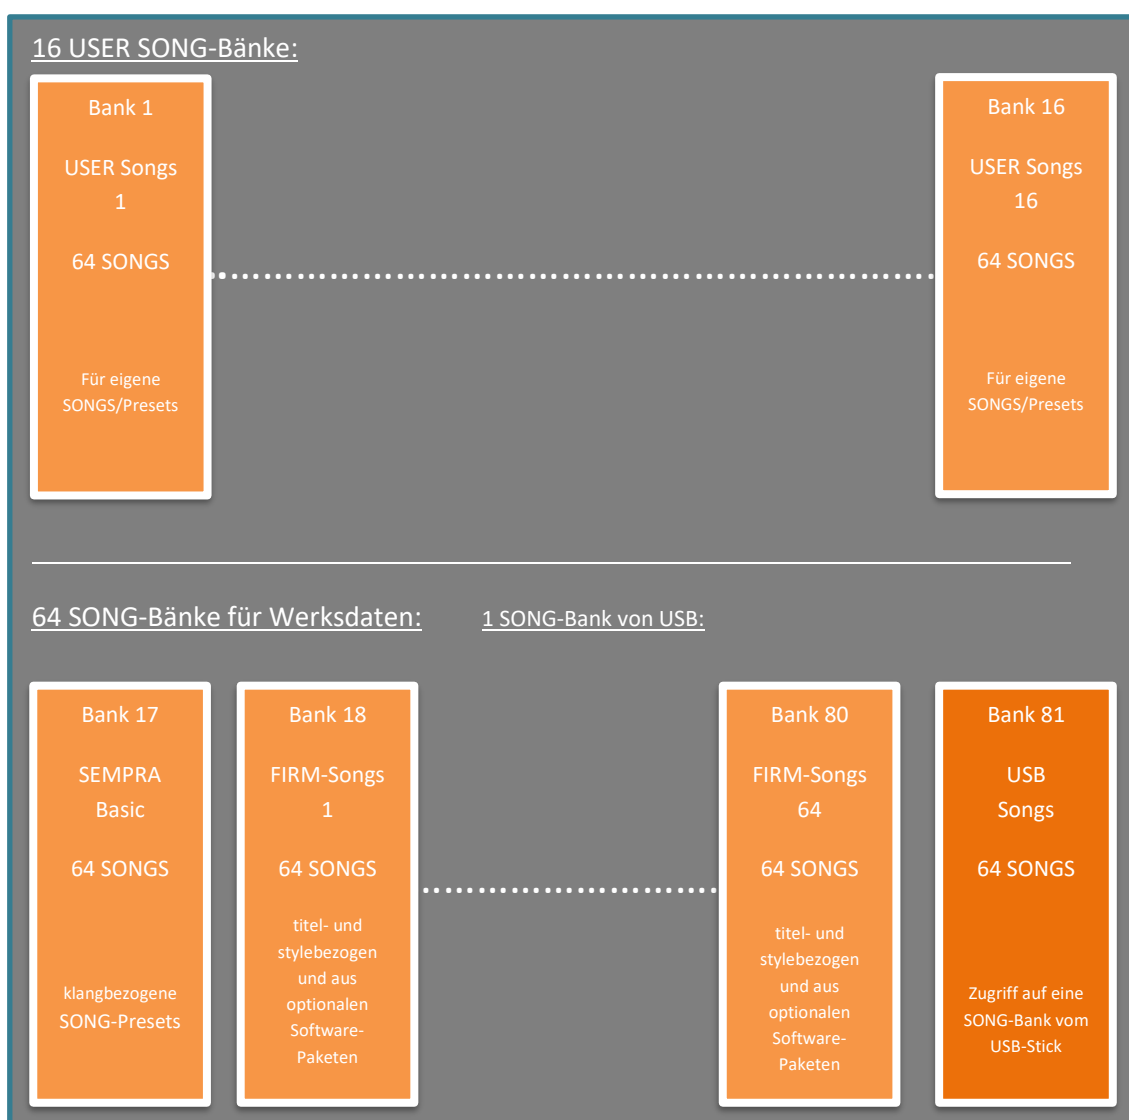 16 USER SONG-Bänke:
Bank 1
USER Songs
1
64 SONGS
Für eigene
SONGS/Presets
Bank 16
USER Songs
16
64 SONGS
Für eigene
SONGS/Presets
64 SONG-Bänke für Werksdaten:
1 SONG-Bank von USB:
Bank 17
SEMPRA
Basic
64 SONGS
klangbezogene
SONG-Presets
Bank 18
FIRM-Songs
1
64 SONGS
titel- und
stylebezogen
und aus
optionalen
Software-
Paketen
Bank 80
FIRM-Songs
64
64 SONGS
titel- und
stylebezogen
und aus
optionalen
Software-
Paketen
Bank 81
USB
Songs
64 SONGS
Zugriff auf eine
SONG-Bank vom
USB-Stick